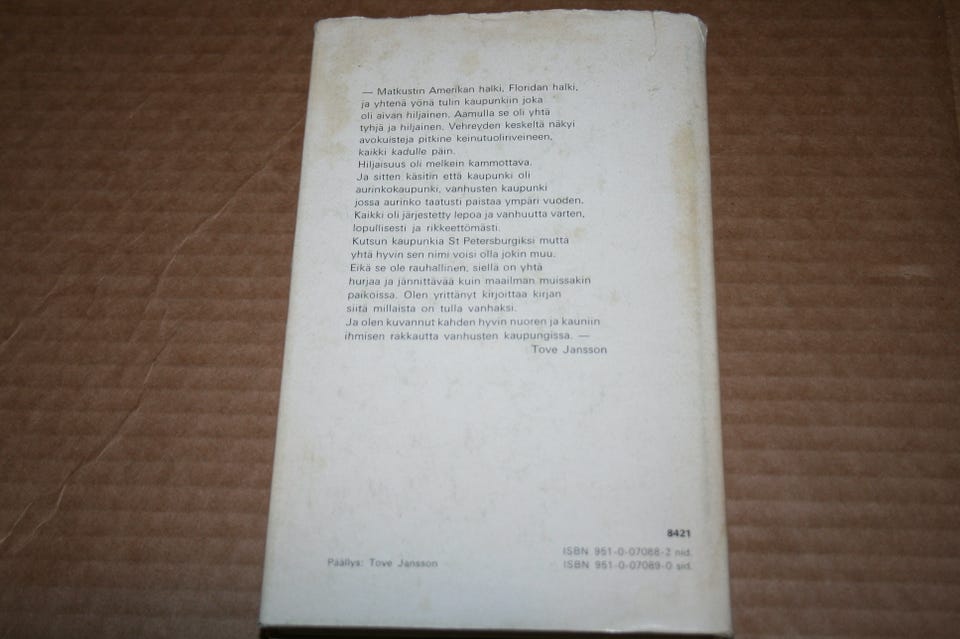 — Matkustin Amerikan halki, Floridan halki,
ja yhtenä yönä tulin kaupunkiin joka
oli aivan hiljainen. Aamulla se oli yhtä
tyhjä ja hiljainen. Vehreyden keskeltä näkyi
avokuisteja pitkine keinutuoliriveineen,
kaikki kadulle päin.
Hiljaisuus oli melkein kammottava.
Ja sitten käsitin että kaupunki oli
aurinkokaupunki, vanhusten kaupunki
jossa aurinko taatusti paistaa ympäri vuoden.
Kaikki oli järjestetty lepoa ja vanhuutta varten,
lopullisesti ja rikkeettömästi.
Kutsun kaupunkia St Petersburgiksi mutta
yhtä hyvin sen nimi voisi olla jokin muu.
Eikä se ole rauhallinen, siellä on yhtä
hurjaa ja jännittävää kuin maailman muissakin
paikoissa. Olen yrittänyt kirjoittaa kirjan
siitä millaista on tulla vanhaksi.
Ja olen kuvannut kahden hyvin nuoren ja kauniin
ihmisen rakkautta vanhusten kaupungissa. —
Tove Jansson
8421
ISBN 951-0-07088-2 nid.
Päällys: Tove Jansson
ISBN 951-0-07089-0 sid.